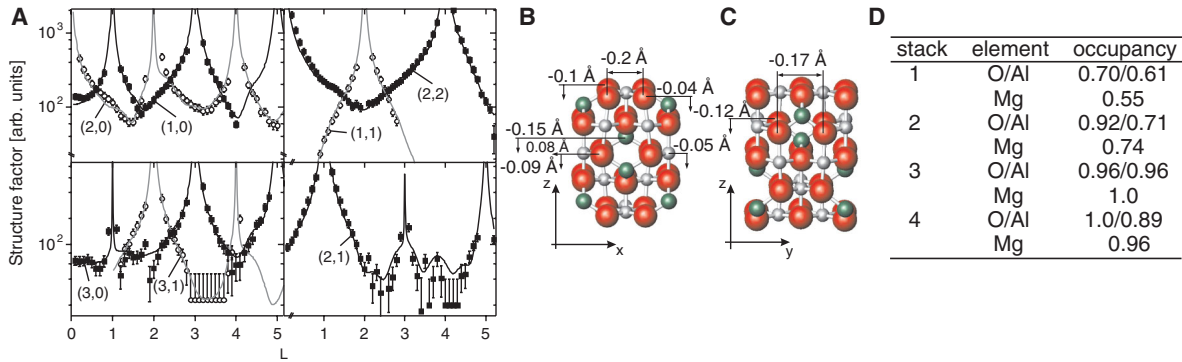 A
Structure factor [arb. units]
10²
10²
10²
(2,0)
(1,0)
(2,2)
(1,1)
(3,0)
(3,1)
(2,1)
0 1 2 3 4 5
0 1 2 3 4 5
L
B
-0.2 Å
-0.1 Å
-0.04 Å
-0.15 Å
0.08 Å
-0.09 Å
-0.05 Å
z
x
C
-0.17 Å
-0.12 Å
z
y
D
stack element occupancy
1 O/Al 0.70/0.61
Mg 0.55
2 O/Al 0.92/0.71
Mg 0.74
3 O/Al 0.96/0.96
Mg 1.0
4 O/Al 1.0/0.89
Mg 0.96